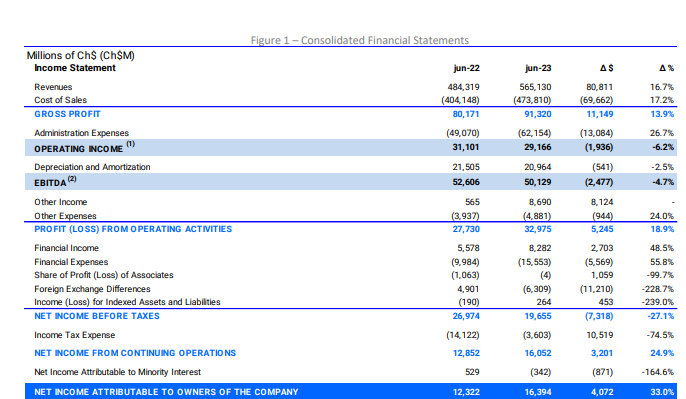 Figure 1 – Consolidated Financial Statements
Millions of Ch$ (Ch$M)
Income Statement jun-22 jun-23 Δ $ Δ %
Revenues 484,319 565,130 80,811 16.7%
Cost of Sales (404,148) (473,810) (69,662) 17.2%
GROSS PROFIT 80,171 91,320 11,149 13.9%
Administration Expenses (49,070) (62,154) (13,084) 26.7%
OPERATING INCOME (1) 31,101 29,166 (1,936) -6.2%
Depreciation and Amortization 21,505 20,964 (541) -2.5%
EBITDA (2) 52,606 50,129 (2,477) -4.7%
Other Income 565 8,690 8,124 -
Other Expenses (3,937) (4,881) (944) 24.0%
PROFIT (LOSS) FROM OPERATING ACTIVITIES 27,730 32,975 5,245 18.9%
Financial Income 5,578 8,282 2,703 48.5%
Financial Expenses (9,984) (15,553) (5,569) 55.8%
Share of Profit (Loss) of Associates (1,063) (4) 1,059 -99.7%
Foreign Exchange Differences 4,901 (6,309) (11,210) -228.7%
Income (Loss) for Indexed Assets and Liabilities (190) 264 453 -239.0%
NET INCOME BEFORE TAXES 26,974 19,655 (7,318) -27.1%
Income Tax Expense (14,122) (3,603) 10,519 -74.5%
NET INCOME FROM CONTINUING OPERATIONS 12,852 16,052 3,201 24.9%
Net Income Attributable to Minority Interest 529 (342) (871) -164.6%
NET INCOME ATTRIBUTABLE TO OWNERS OF THE COMPANY 12,322 16,394 4,072 33.0%